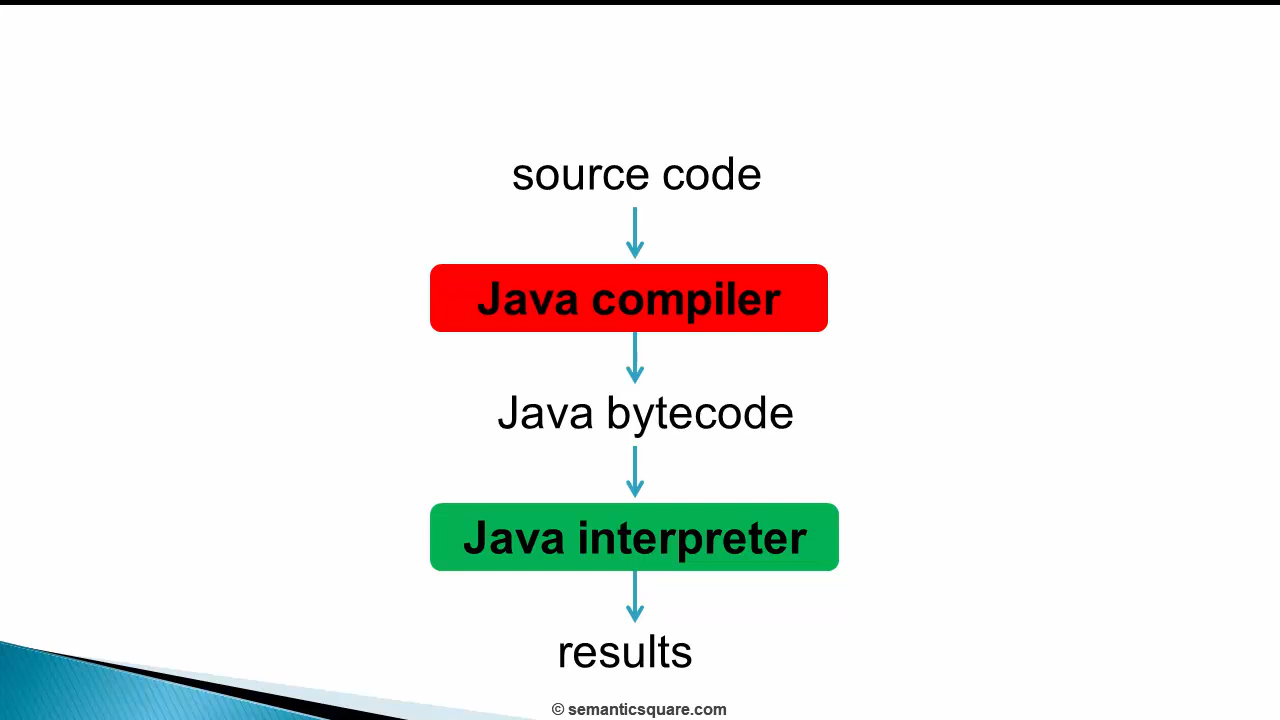 source code
Java compiler
Java bytecode
Java interpreter
results
© semanticsquare.com